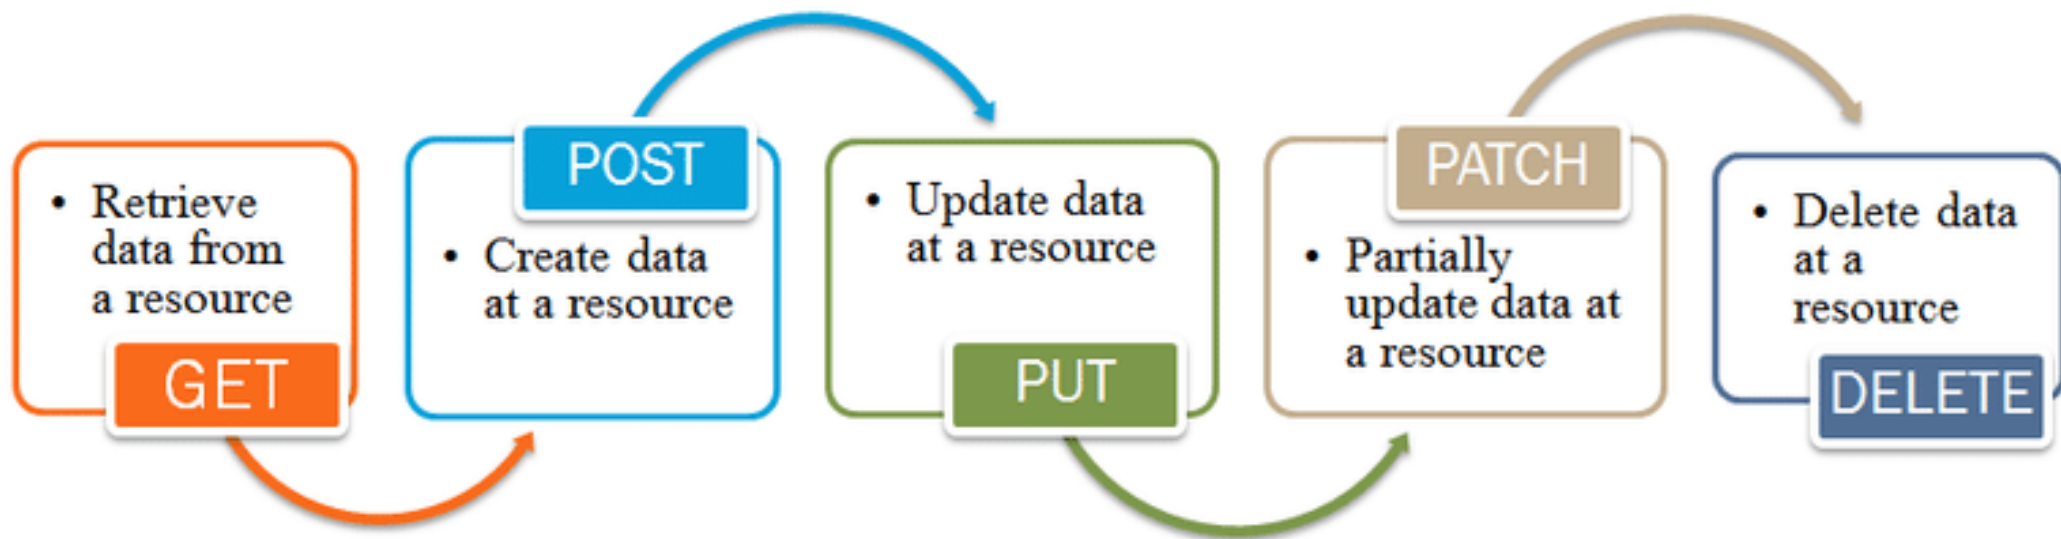 • Retrieve
data from
a resource
GET
POST
• Create data
at a resource
• Update data
at a resource
PUT
PATCH
• Partially
update data at
a resource
• Delete data
at a
resource
DELETE